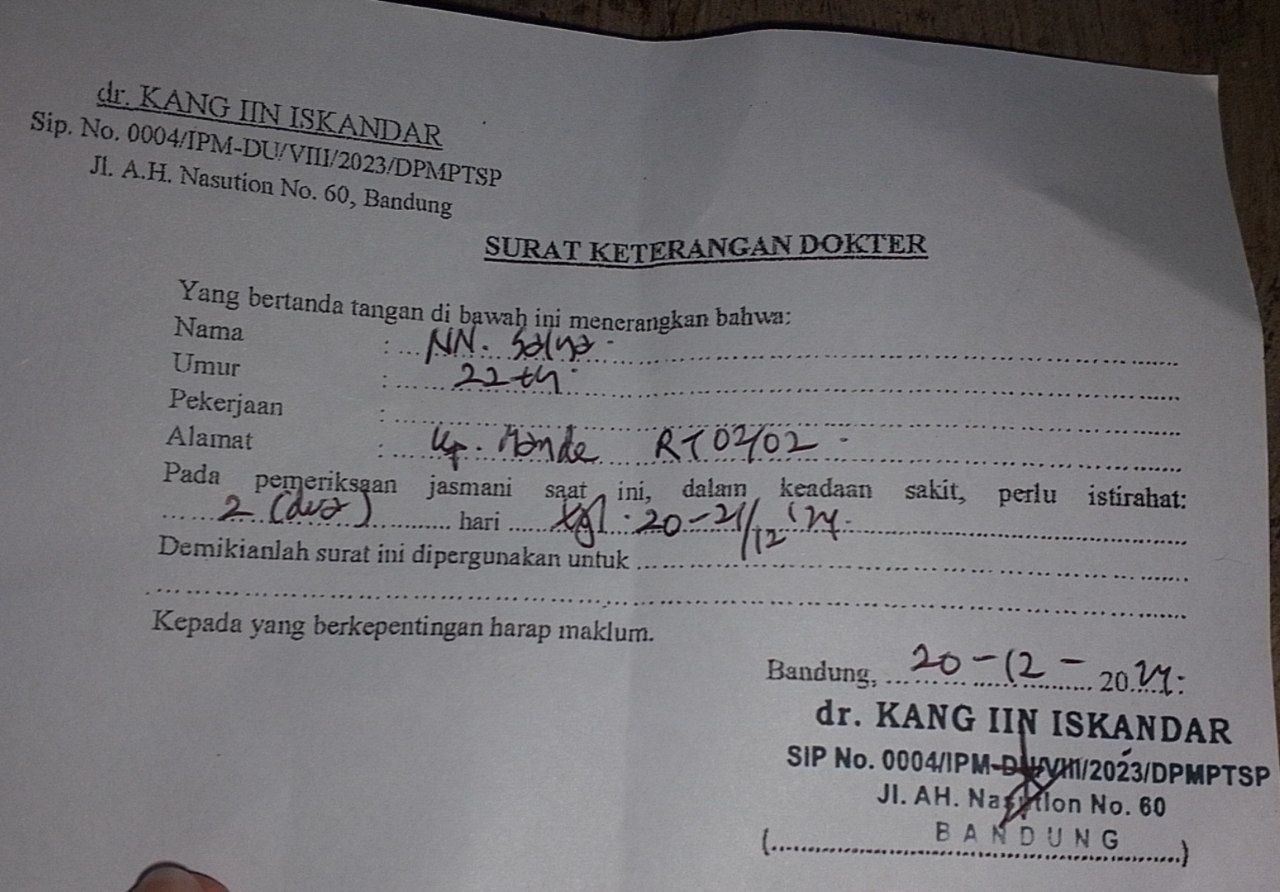 dr. KANG IIN ISKANDAR
Sip. No. 0004/IPM-DU/VIII/2023/DPMPTSP
Jl. A.H. Nasution No. 60, Bandung
SURAT KETERANGAN DOKTER
Yang bertanda tangan di bawah ini menerangkan bahwa:
Nama : NN. Salya
Umur : 22 th
Pekerjaan :
Alamat : Kp. Mande RT 02/02
Pada pemeriksaan jasmani saat ini, dalam keadaan sakit, perlu istirahat:
2 (dua) hari tgl. 20-21/12 '24
Demikianlah surat ini dipergunakan untuk
Kepada yang berkepentingan harap maklum.
Bandung, 20-12-2024
dr. KANG IIN ISKANDAR
SIP No. 0004/IPM-DU/VIII/2023/DPMPTSP
Jl. AH. Nasution No. 60
BANDUNG